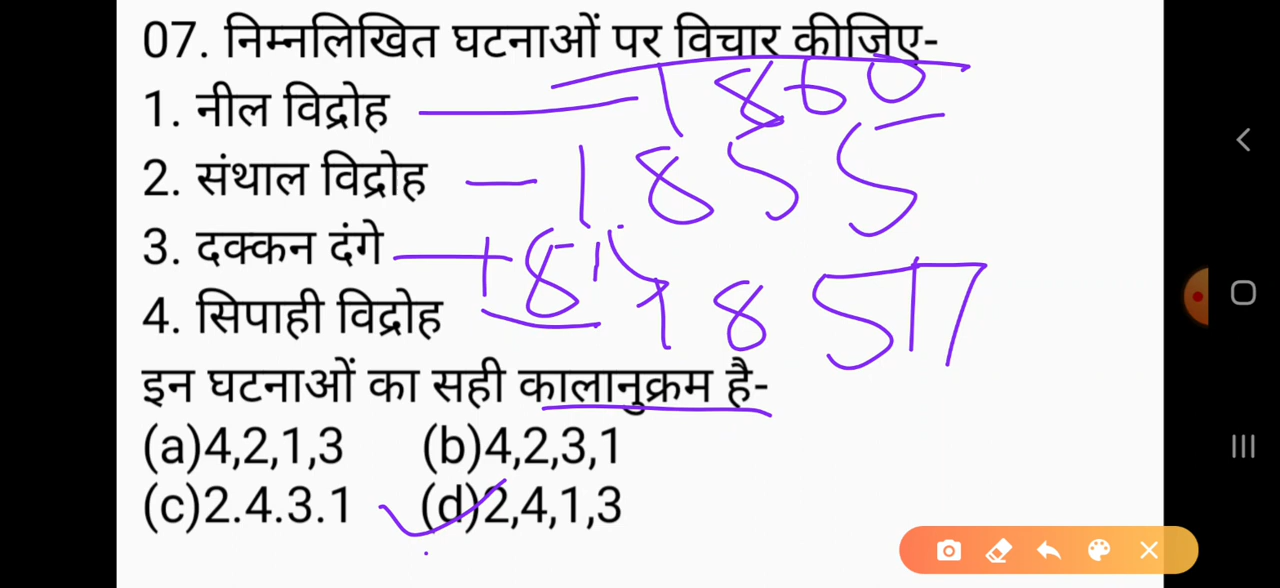 07. निम्नलिखित घटनाओं पर विचार कीजिए-
1. नील विद्रोह 1860
2. संथाल विद्रोह - 1855
3. दक्कन दंगे
4. सिपाही विद्रोह 1857
इन घटनाओं का सही कालानुक्रम है-
(a)4,2,1,3 (b)4,2,3,1
(c)2.4.3.1 (d)2,4,1,3